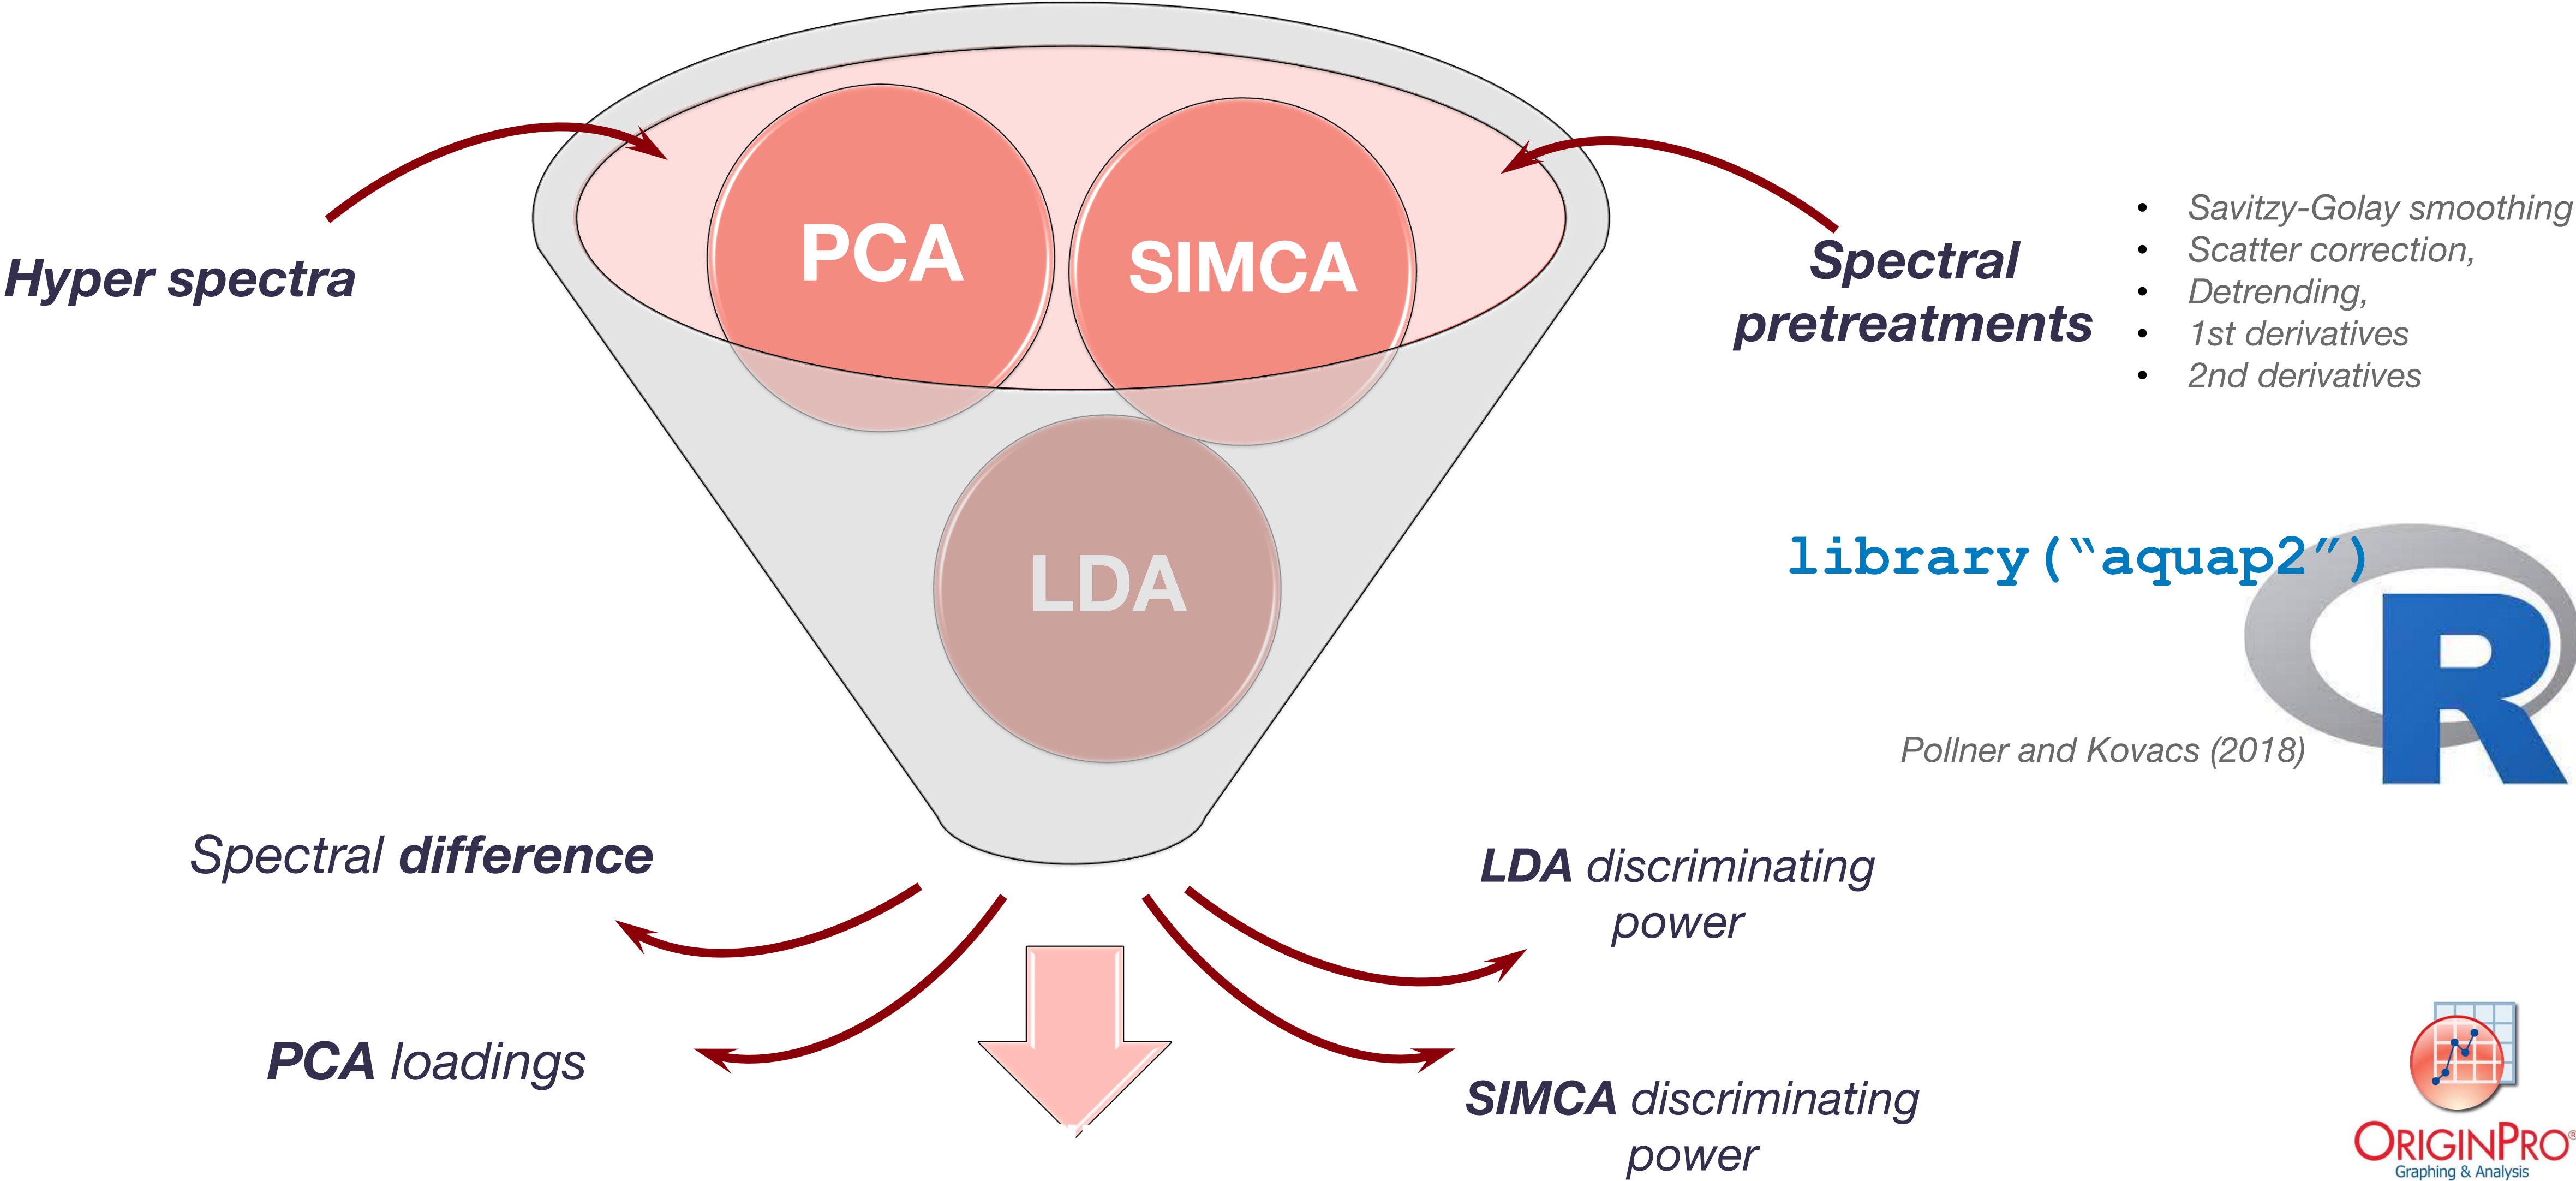 PCA
SIMCA
LDA
Hyper spectra
Spectral
pretreatments
• Savitzy-Golay smoothing
• Scatter correction,
• Detrending,
• 1st derivatives
• 2nd derivatives
library(“aquap2”)
R
Pollner and Kovacs (2018)
Spectral difference
PCA loadings
LDA discriminating
power
SIMCA discriminating
power
ORIGINPRO®
Graphing & Analysis